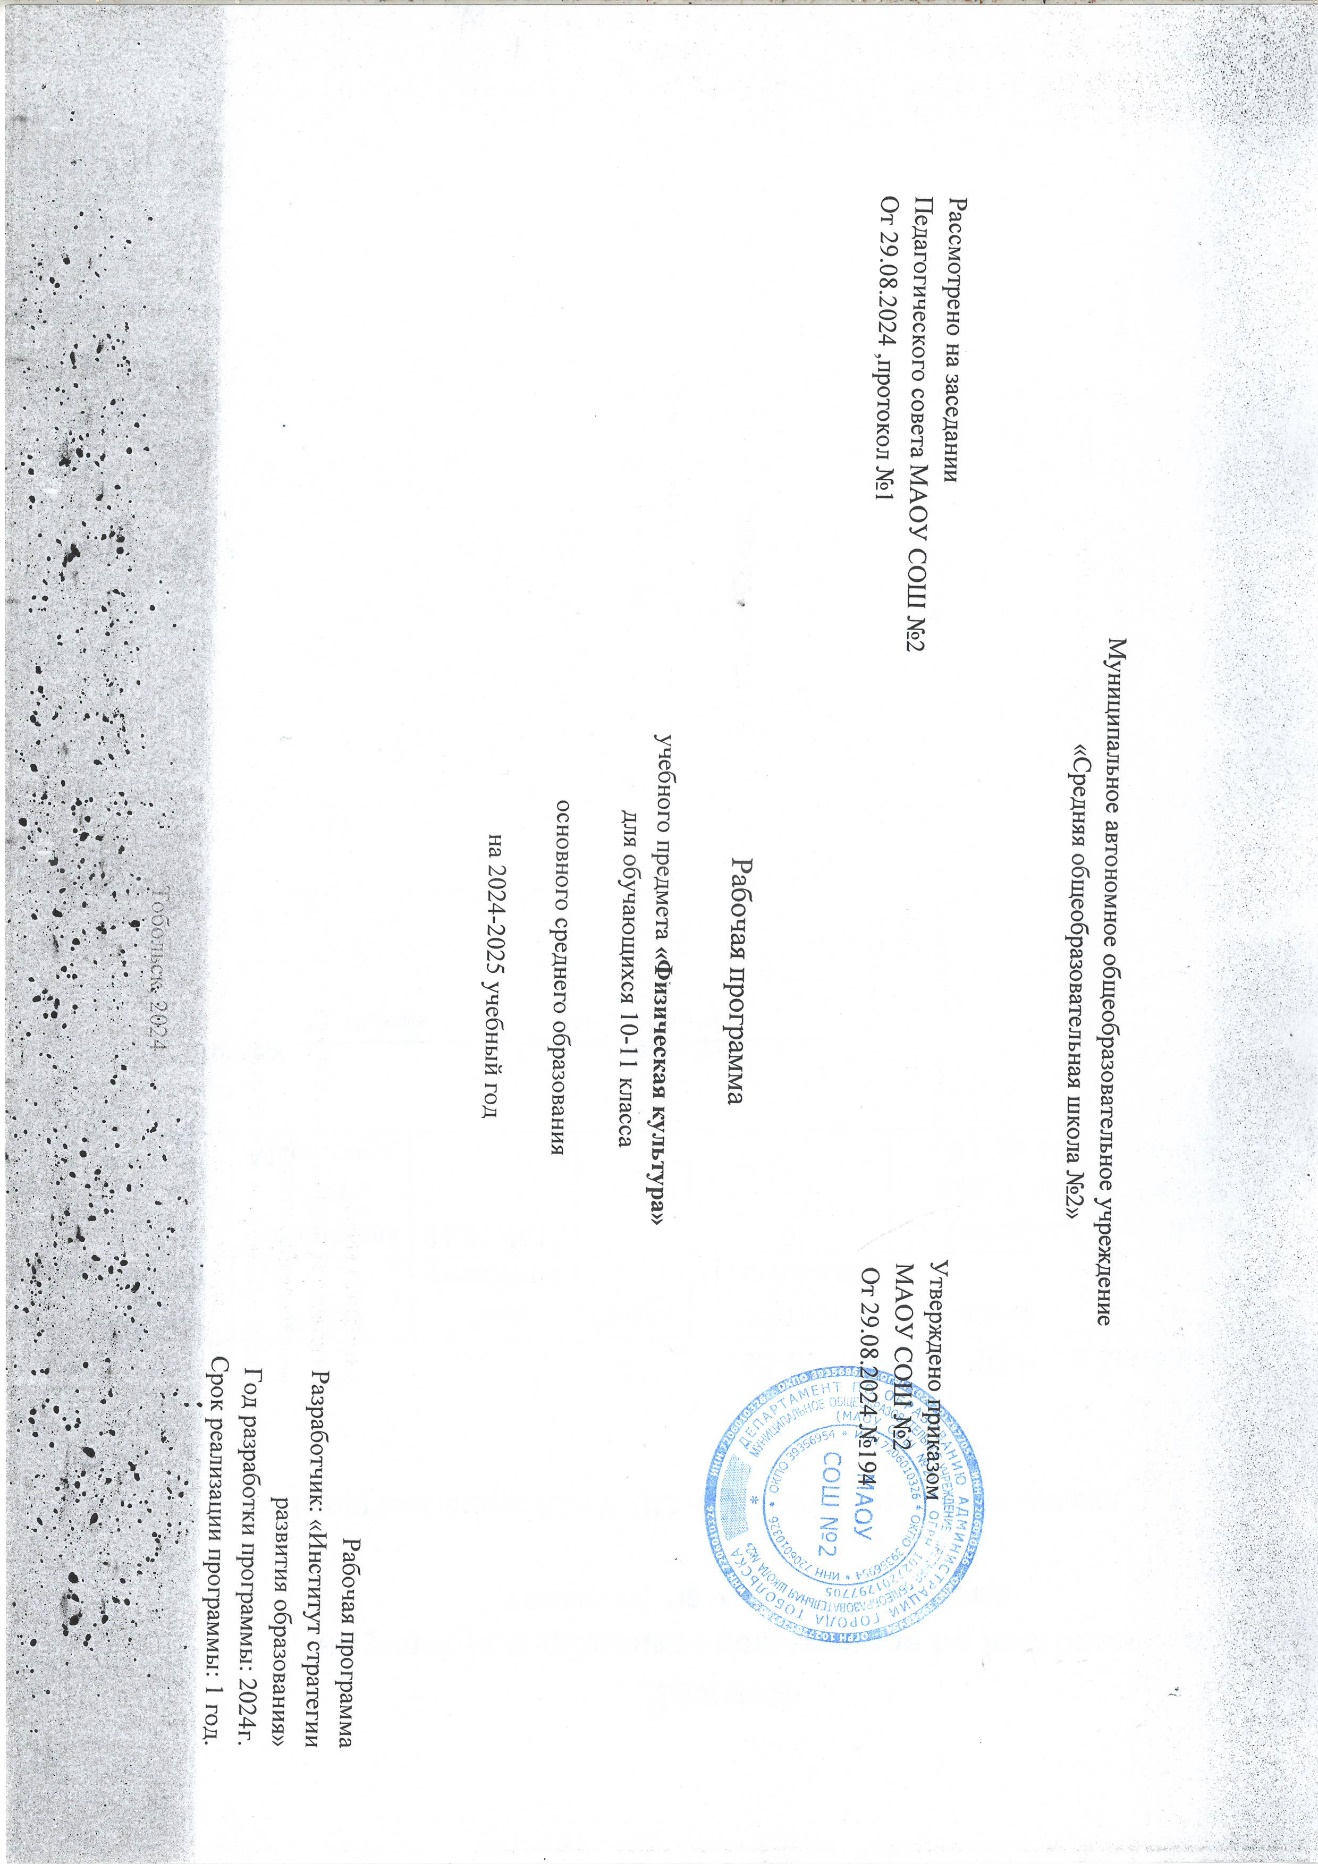 Муниципальное автономное общеобразовательное учреждение
«Средняя общеобразовательная школа №2»
Рассмотрено на заседании
Педагогического совета МАОУ СОШ №2
От 29.08.2024 ,протокол №1
Утверждено приказом
МАОУ СОШ №2
От 29.08.2024 №194
МАОУ
СОШ №2
Рабочая программа
учебного предмета «Физическая культура»
для обучающихся 10-11 класса
основного среднего образования
на 2024-2025 учебный год
Рабочая программа
Разработчик: «Институт стратегии
развития образования»
Год разработки программы: 2024г.
Срок реализации программы: 1 год.
Тобольск, 2024